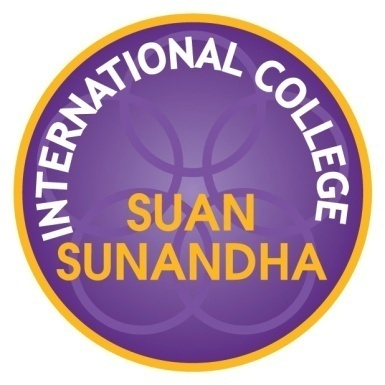 INTERNATIONAL COLLEGE
SUAN
SUNANDHA